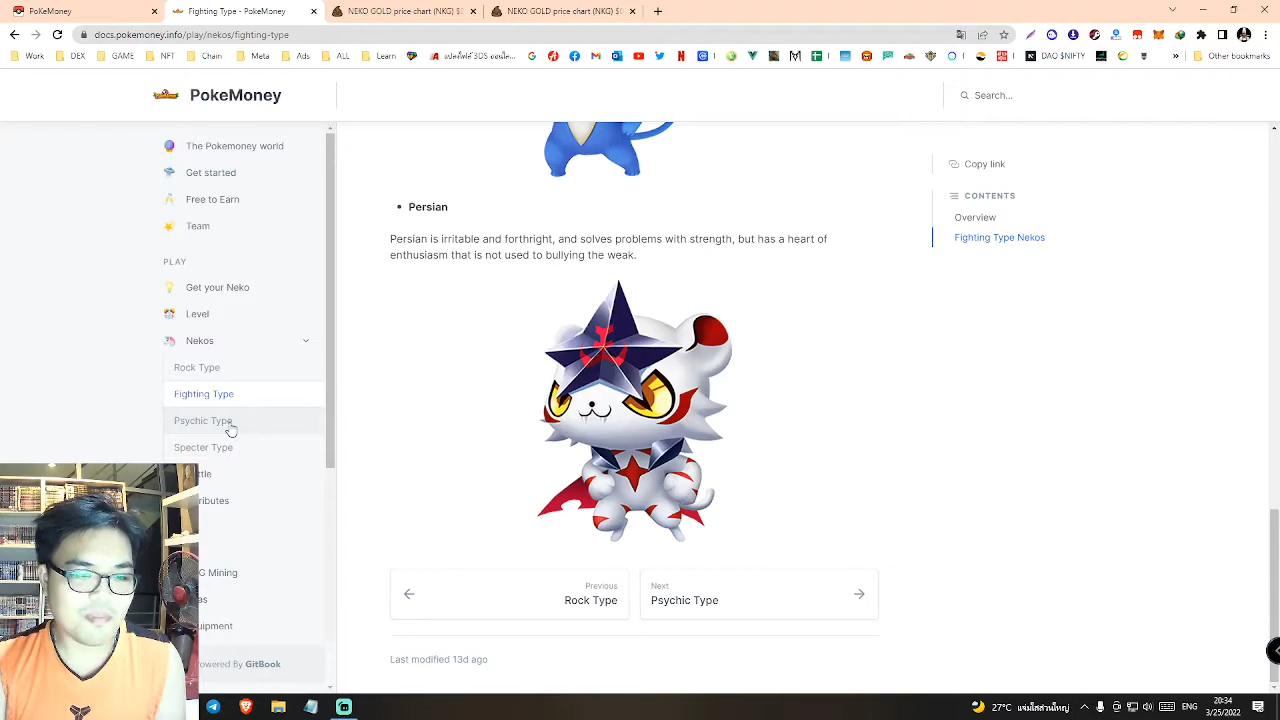 PoKeMoney
Fighting Type - PoKeMoney
NEKO GOLD price chart (NKG) $0
NEKO GOLD price chart (NKG) $0
docs.pokemoney.info/play/nekos/fighting-type
Work
DEX
GAME
NFT
Chain
Meta
Ads
ALL
Learn
DAO $NIFTY
Other bookmarks
PokeMoney
Search...
The Pokemoney world
Get started
Free to Earn
Team
PLAY
Get your Neko
Level
Nekos
Rock Type
Fighting Type
Psychic Type
Specter Type
ttle
ributes
G Mining
as
uipment
owered By GitBook
Persian
Persian is irritable and forthright, and solves problems with strength, but has a heart of
enthusiasm that is not used to bullying the weak.
Previous
Rock Type
Next
Psychic Type
Last modified 13d ago
Copy link
CONTENTS
Overview
Fighting Type Nekos
27°C
ENG
20:34
3/25/2022